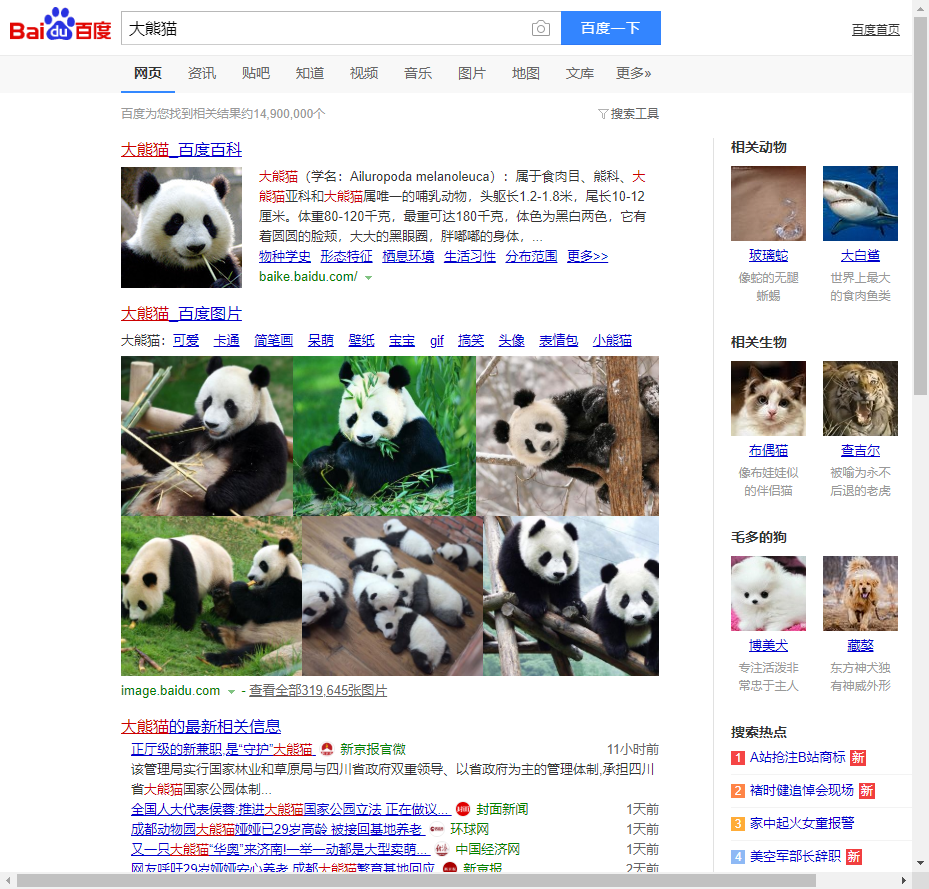 Bai du 百度
大熊猫
百度一下
百度首页
网页 资讯 贴吧 知道 视频 音乐 图片 地图 文库 更多»
百度为您找到相关结果约14,900,000个
搜索工具
大熊猫_百度百科
大熊猫（学名：Ailuropoda melanoleuca）：属于食肉目、熊科、大
熊猫亚科和大熊猫属唯一的哺乳动物，头躯长1.2-1.8米，尾长10-12
厘米。体重80-120千克，最重可达180千克，体色为黑白两色，它有
着圆圆的脸颊，大大的黑眼圈，胖嘟嘟的身体，...
物种学史 形态特征 栖息环境 生活习性 分布范围 更多>>
baike.baidu.com/
大熊猫_百度图片
大熊猫: 可爱 卡通 简笔画 呆萌 壁纸 宝宝 gif 搞笑 头像 表情包 小熊猫
image.baidu.com - 查看全部319,645张图片
大熊猫的最新相关信息
正厅级的新兼职,是“守护”大熊猫 新京报官微 11小时前
该管理局实行国家林业和草原局与四川省政府双重领导、以省政府为主的管理体制,承担四川
省大熊猫国家公园体制...
全国人大代表侯蓉:推进大熊猫国家公园立法 正在做议... 封面新闻 1天前
成都动物园大熊猫娅娅已29岁高龄 被接回基地养老 环球网 1天前
又一只大熊猫“华奥”来济南!一举一动都是大型卖萌... 中国经济网 1天前
网友呼吁29岁娅娅安心养老 成都大熊猫繁育基地回应 新京报 2天前
相关动物
玻璃蛇 大白鲨
像蛇的无腿 世界上最大
蜥蜴 的食肉鱼类
相关生物
布偶猫 查吉尔
像布娃娃似 被喻为永不
的伴侣猫 后退的老虎
毛多的狗
博美犬 藏獒
专注活泼非 东方神犬独
常忠于主人 有神威外形
搜索热点
1 A站抢注B站商标 新
2 褚时健追悼会现场 新
3 家中起火女童报警
4 美空军部长辞职 新